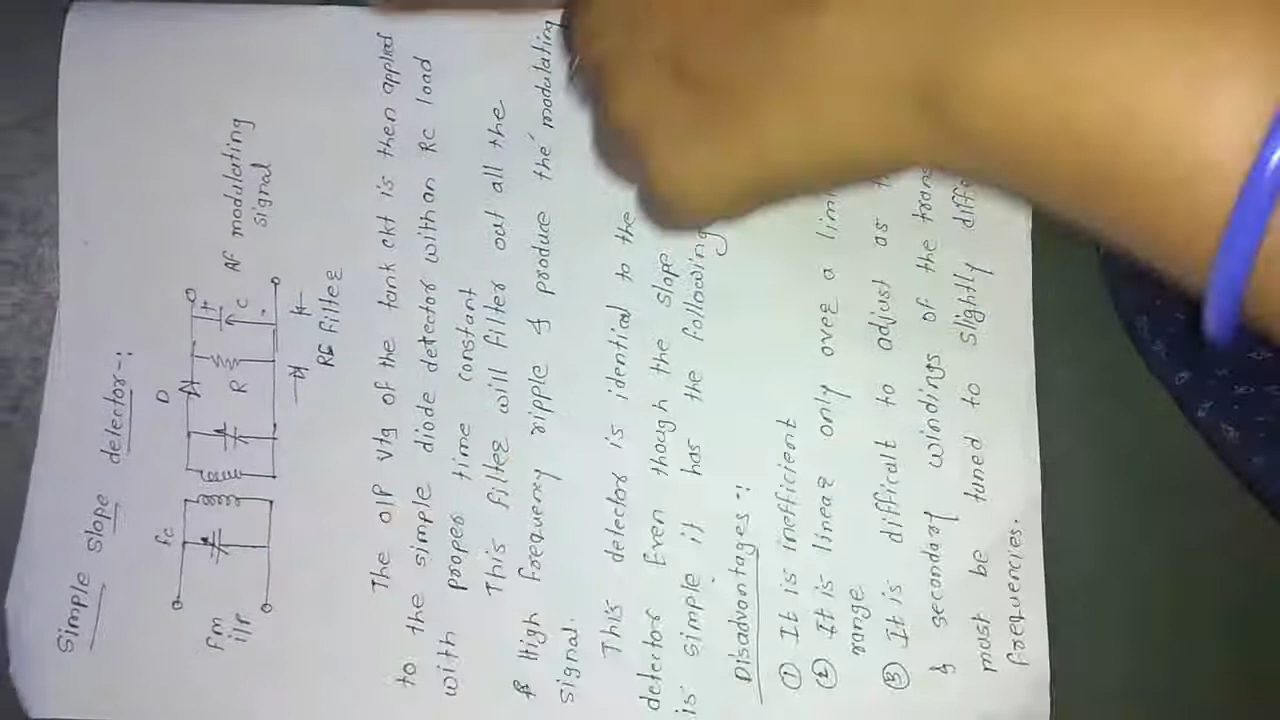 Simple slope detector-:
fc D
Fm
i/p
R C
AF modulating
signal
RC filter
The o/p vtg of the tank ckt is then applied
to the simple diode detector with an Rc load
with proper time constant
This filter will filter out all the
High frequency ripple & produce the modulating
signal.
This detector is identical to the
detector Even though the slope
is simple it has the following
Disadvantages-:
① It is inefficient
② It is linear only over a
range
③ It is difficult to adjust as
& secondary windings of the
must be tuned to slightly
frequencies.